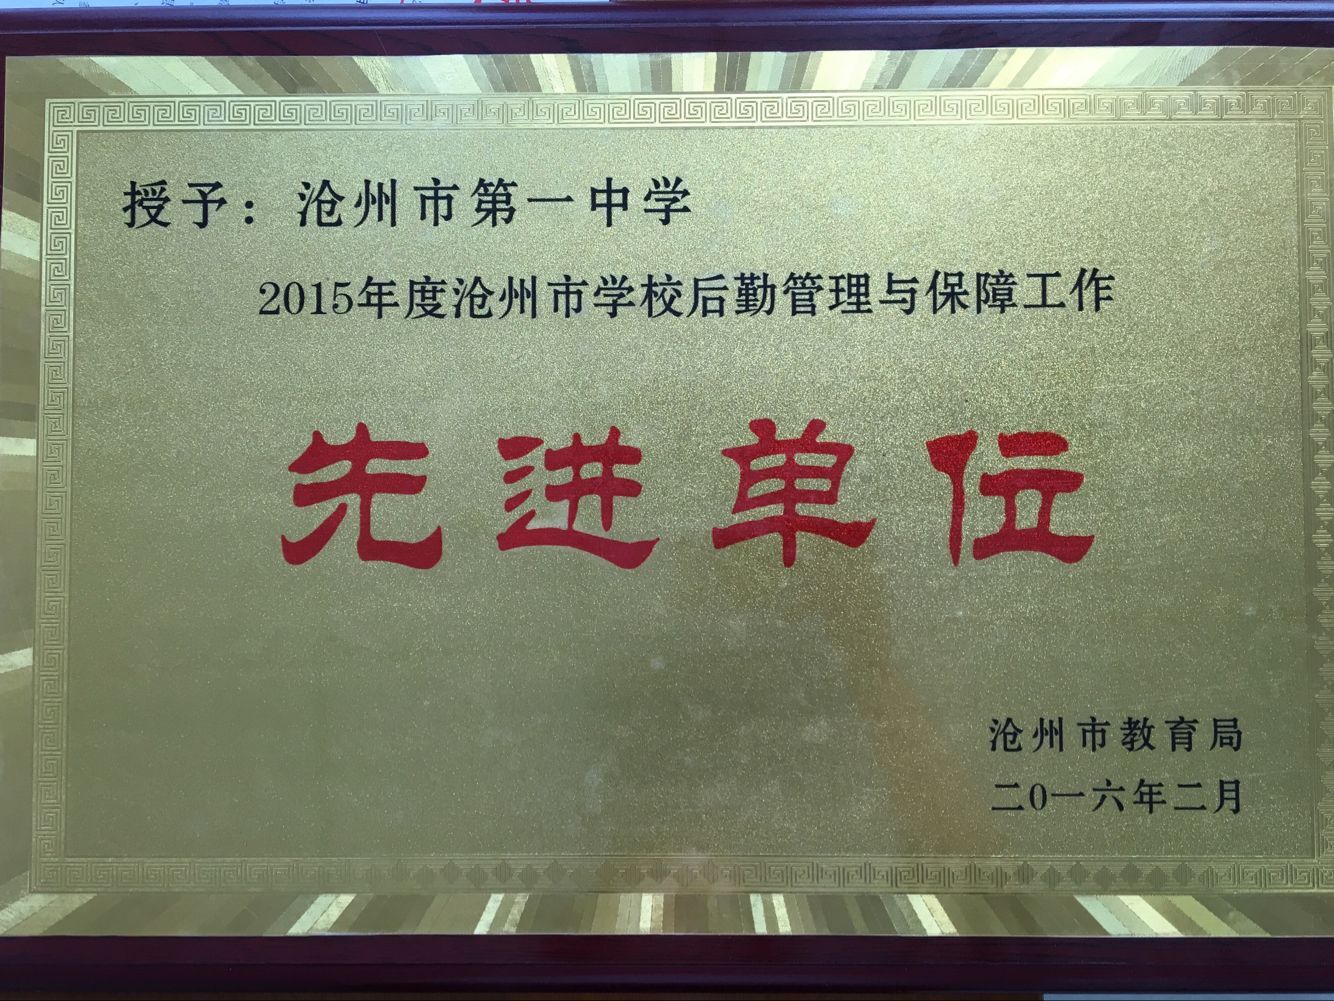 授予：沧州市第一中学
2015年度沧州市学校后勤管理与保障工作
先进单位
沧州市教育局
二0一六年二月